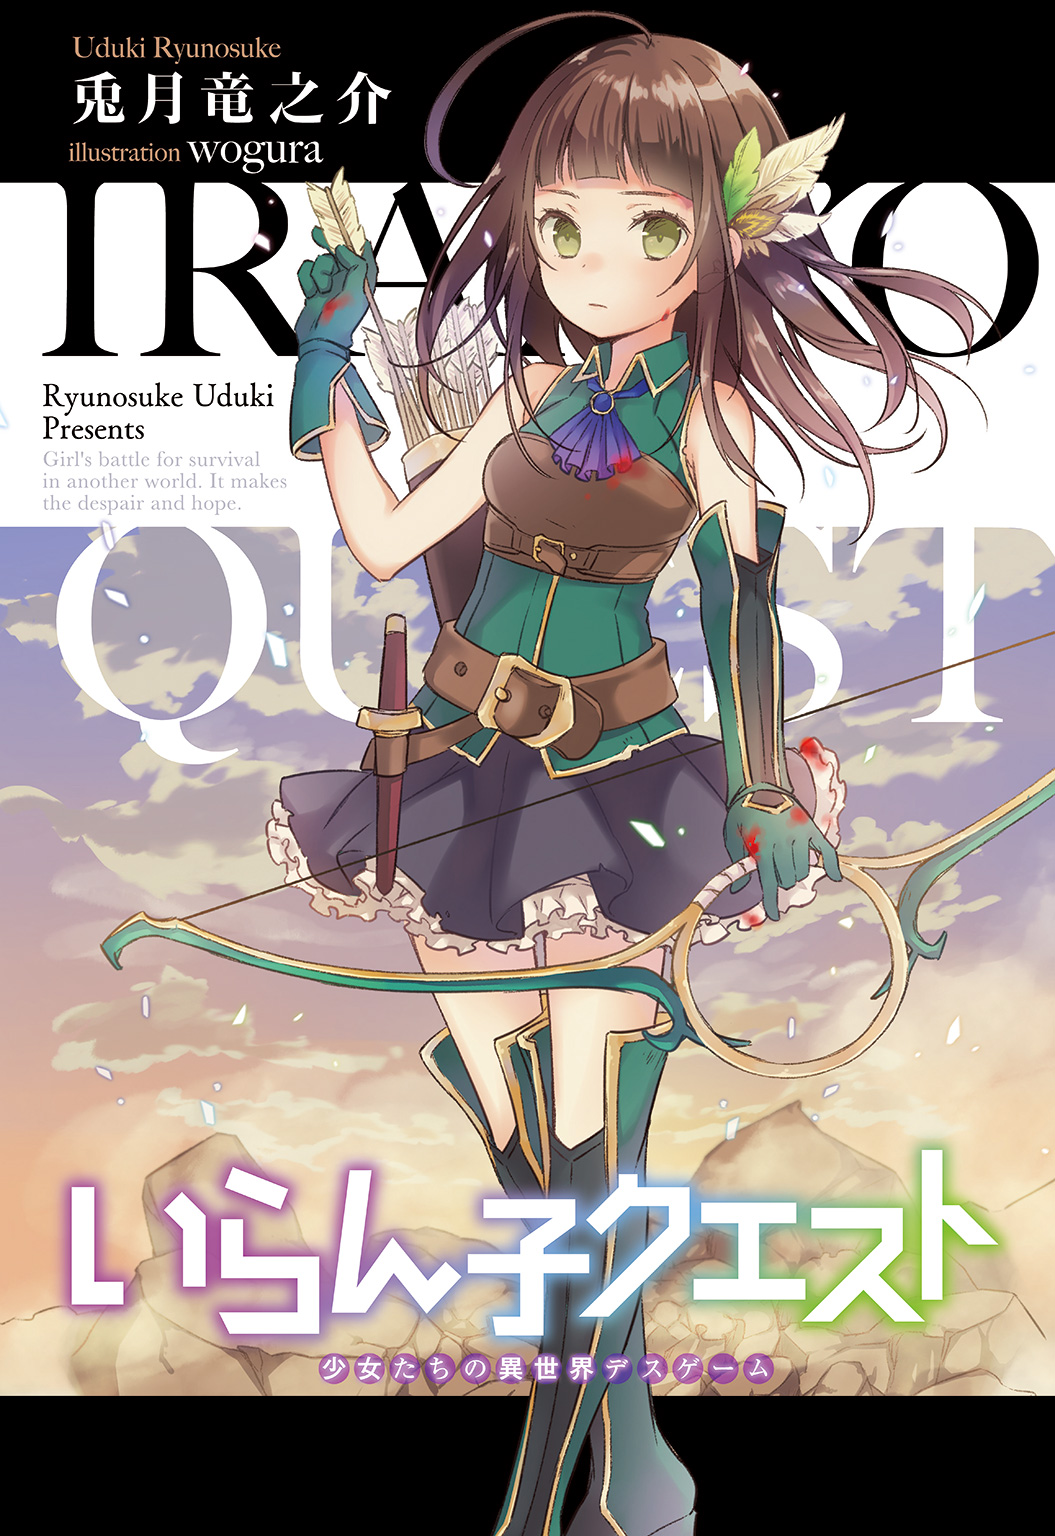 Uduki Ryunosuke
兎月竜之介
illustration wogura
IRANKO
Ryunosuke Uduki
Presents
Girl's battle for survival
in another world. It makes
the despair and hope.
QUEST
いらん子クエスト
少女たちの異世界デスゲーム